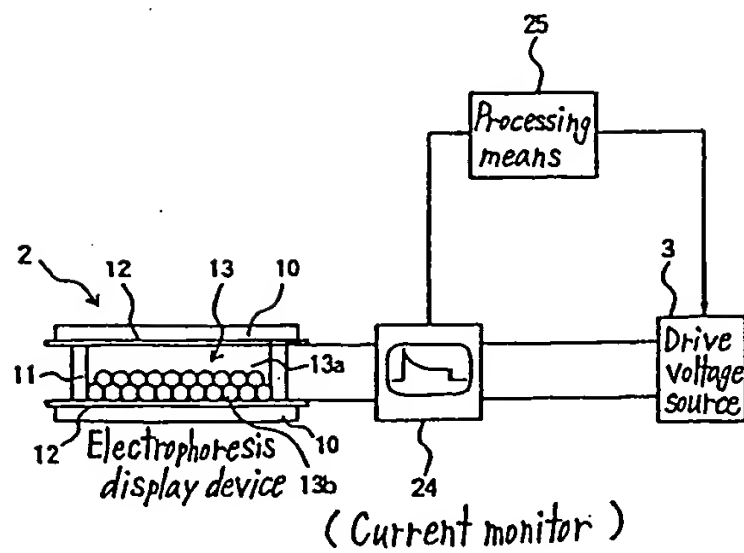 25
Processing
means
2
12
13
10
3
11
13a
Drive
voltage
source
12
10
Electrophoresis
display device
13b
24
( Current monitor )